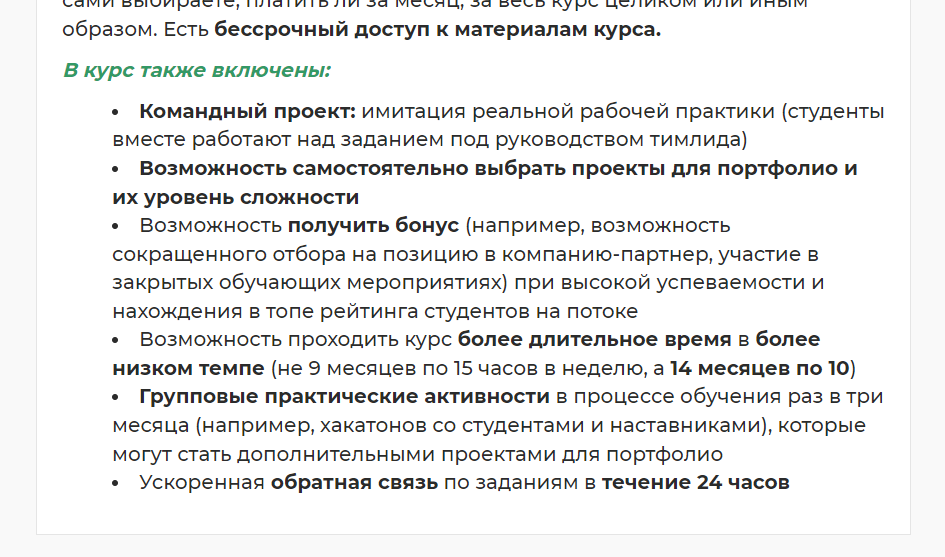 сами выбираете, платить ли за месяц, за весь курс целиком или иным
образом. Есть бессрочный доступ к материалам курса.
В курс также включены:
• Командный проект: имитация реальной рабочей практики (студенты
вместе работают над заданием под руководством тимлида)
• Возможность самостоятельно выбрать проекты для портфолио и
их уровень сложности
• Возможность получить бонус (например, возможность
сокращенного отбора на позицию в компанию-партнер, участие в
закрытых обучающих мероприятиях) при высокой успеваемости и
нахождения в топе рейтинга студентов на потоке
• Возможность проходить курс более длительное время в более
низком темпе (не 9 месяцев по 15 часов в неделю, а 14 месяцев по 10)
• Групповые практические активности в процессе обучения раз в три
месяца (например, хакатонов со студентами и наставниками), которые
могут стать дополнительными проектами для портфолио
• Ускоренная обратная связь по заданиям в течение 24 часов